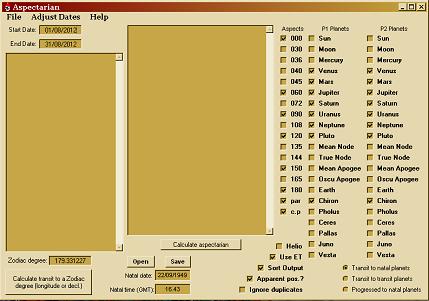 Aspectarian
File Adjust Dates Help
Start Date: 01/08/2012
End Date: 31/08/2012
Aspects P1 Planets P2 Planets
000 Sun Sun
030 Moon Moon
036 Mercury Mercury
040 Venus Venus
045 Mars Mars
060 Jupiter Jupiter
072 Saturn Saturn
090 Uranus Uranus
108 Neptune Neptune
120 Pluto Pluto
135 Mean Node Mean Node
144 True Node True Node
150 Mean Apogee Mean Apogee
165 Oscu Apogee Oscu Apogee
180 Earth Earth
par Chiron Chiron
c.p Pholus Pholus
Ceres Ceres
Pallas Pallas
Juno Juno
Vesta Vesta
Calculate aspectarian
Helio
Use ET
Sort Output
Apparent pos.?
Ignore duplicates
Transit to natal planets
Transit to transit planets
Progressed to natal planets
Zodiac degree: 179.331227
Calculate transit to a Zodiac
degree (longitude or decl.)
Open Save
Natal date: 22/09/1949
Natal time (GMT): 16.43